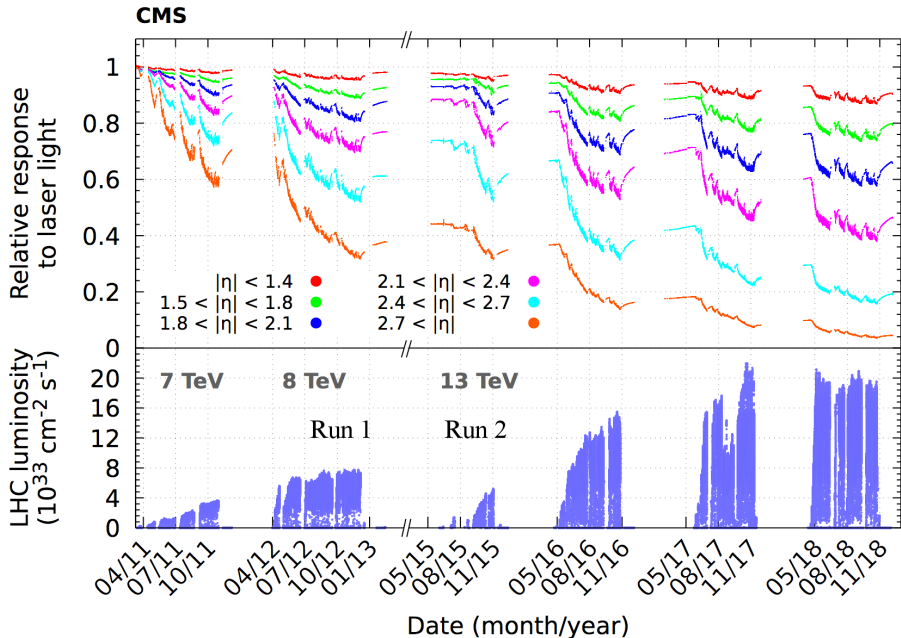 CMS
Relative response
to laser light
1
0.8
0.6
0.4
0.2
0
|η| < 1.4
1.5 < |η| < 1.8
1.8 < |η| < 2.1
2.1 < |η| < 2.4
2.4 < |η| < 2.7
2.7 < |η|
LHC luminosity
(10³³ cm⁻² s⁻¹)
20
16
12
8
4
0
7 TeV
8 TeV
13 TeV
Run 1
Run 2
04/11
07/11
10/11
04/12
07/12
10/12
01/13
05/15
08/15
11/15
05/16
08/16
11/16
05/17
08/17
11/17
05/18
08/18
11/18
Date (month/year)